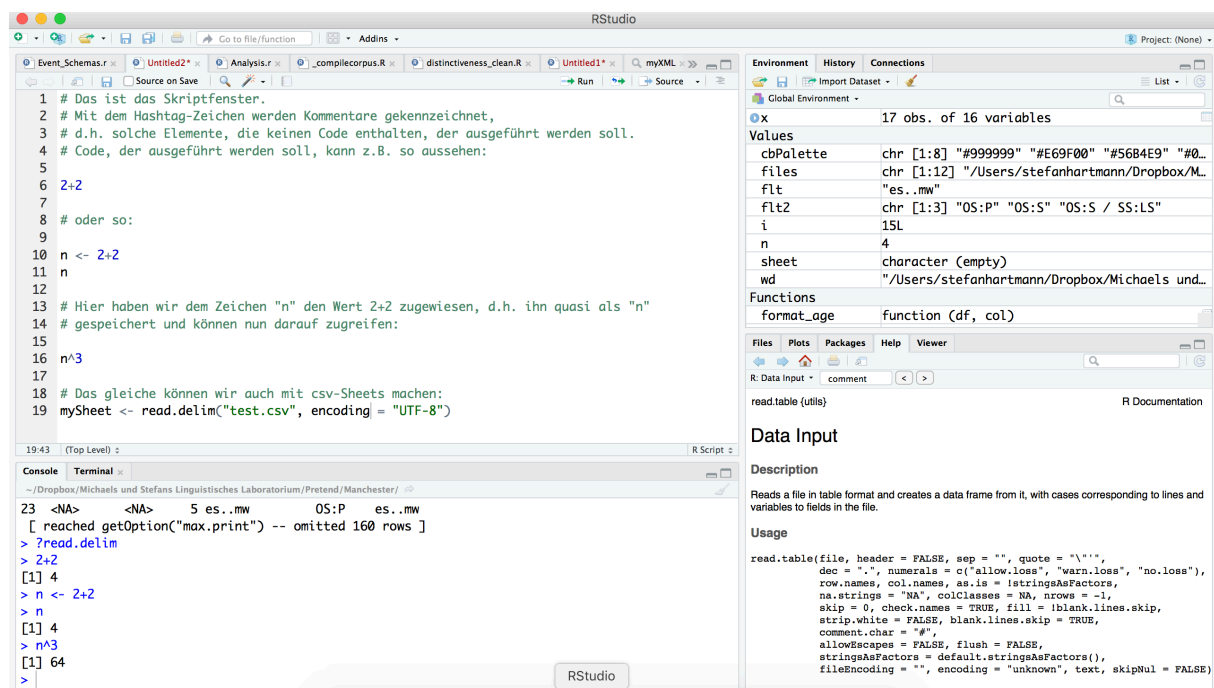 RStudio
Go to file/function
Addins
Project: (None)
Event_Schemas.r
Untitled2*
Analysis.r
_compilecorpus.R
distinctiveness_clean.R
Untitled1*
myXML
Source on Save
Run
Source
1 # Das ist das Skriptfenster.
2 # Mit dem Hashtag-Zeichen werden Kommentare gekennzeichnet,
3 # d.h. solche Elemente, die keinen Code enthalten, der ausgeführt werden soll.
4 # Code, der ausgeführt werden soll, kann z.B. so aussehen:
5
6 2+2
7
8 # oder so:
9
10 n <- 2+2
11 n
12
13 # Hier haben wir dem Zeichen "n" den Wert 2+2 zugewiesen, d.h. ihn quasi als "n"
14 # gespeichert und können nun darauf zugreifen:
15
16 n^3
17
18 # Das gleiche können wir auch mit csv-Sheets machen:
19 mySheet <- read.delim("test.csv", encoding = "UTF-8")
19:43 (Top Level)
R Script
Console Terminal
~/Dropbox/Michaels und Stefans Linguistisches Laboratorium/Pretend/Manchester/
23 <NA> <NA> 5 es..mw OS:P es..mw
[ reached getOption("max.print") -- omitted 160 rows ]
> ?read.delim
> 2+2
[1] 4
> n <- 2+2
> n
[1] 4
> n^3
[1] 64
>
RStudio
Environment History Connections
Import Dataset
List
Global Environment
x 17 obs. of 16 variables
Values
cbPalette chr [1:8] "#999999" "#E69F00" "#56B4E9" "#0…
files chr [1:12] "/Users/stefanhartmann/Dropbox/M…
flt "es..mw"
flt2 chr [1:3] "OS:P" "OS:S" "OS:S / SS:LS"
i 15L
n 4
sheet character (empty)
wd "/Users/stefanhartmann/Dropbox/Michaels und…
Functions
format_age function (df, col)
Files Plots Packages Help Viewer
R: Data Input
comment
< >
read.table {utils}
R Documentation
Data Input
Description
Reads a file in table format and creates a data frame from it, with cases corresponding to lines and
variables to fields in the file.
Usage
read.table(file, header = FALSE, sep = "", quote = "\"'",
dec = ".", numerals = c("allow.loss", "warn.loss", "no.loss"),
row.names, col.names, as.is = !stringsAsFactors,
na.strings = "NA", colClasses = NA, nrows = -1,
skip = 0, check.names = TRUE, fill = !blank.lines.skip,
strip.white = FALSE, blank.lines.skip = TRUE,
comment.char = "#",
allowEscapes = FALSE, flush = FALSE,
stringsAsFactors = default.stringsAsFactors(),
fileEncoding = "", encoding = "unknown", text, skipNul = FALSE)